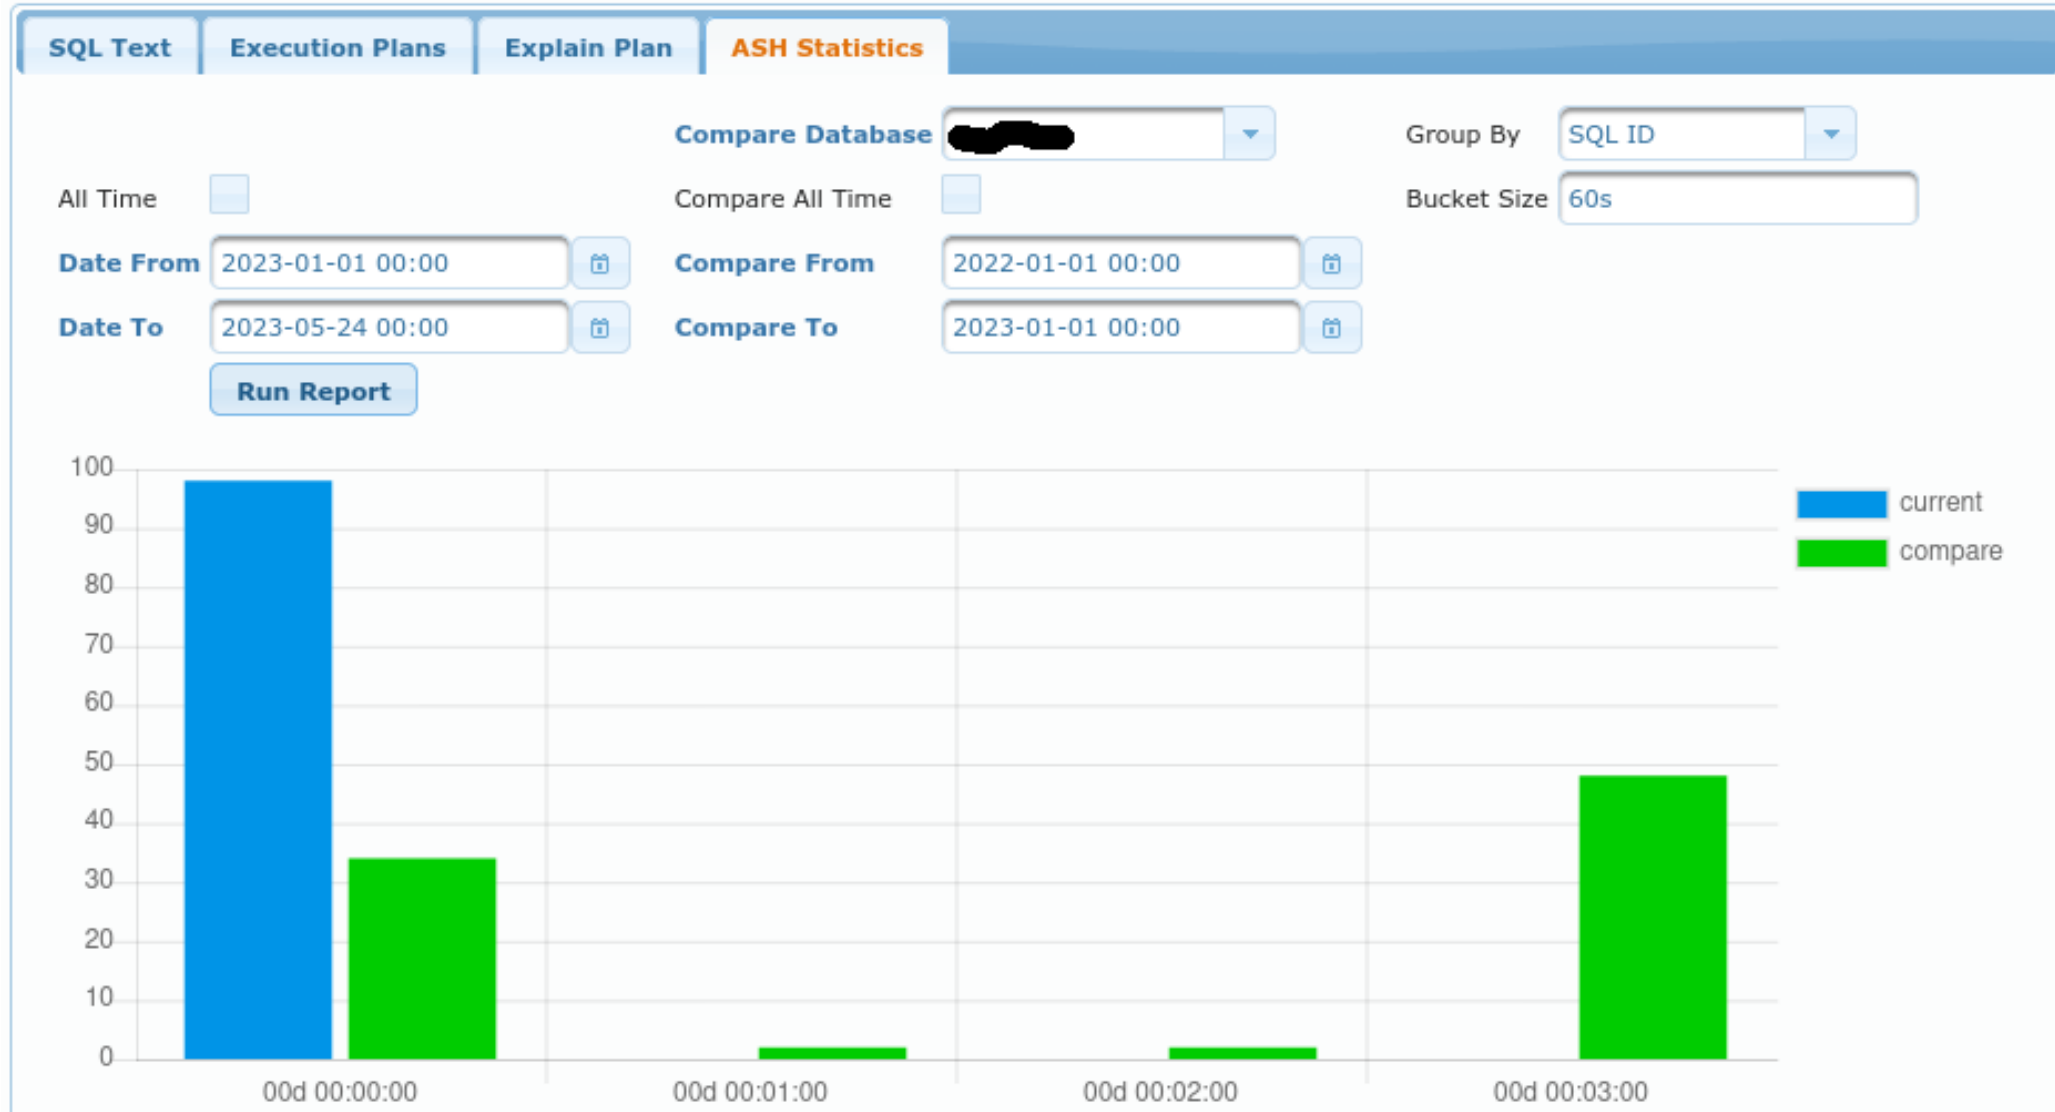 SQL Text Execution Plans Explain Plan ASH Statistics
Compare Database Group By SQL ID
All Time Compare All Time Bucket Size 60s
Date From 2023-01-01 00:00 Compare From 2022-01-01 00:00
Date To 2023-05-24 00:00 Compare To 2023-01-01 00:00
Run Report
100
90
80
70
60
50
40
30
20
10
0
current
compare
00d 00:00:00 00d 00:01:00 00d 00:02:00 00d 00:03:00